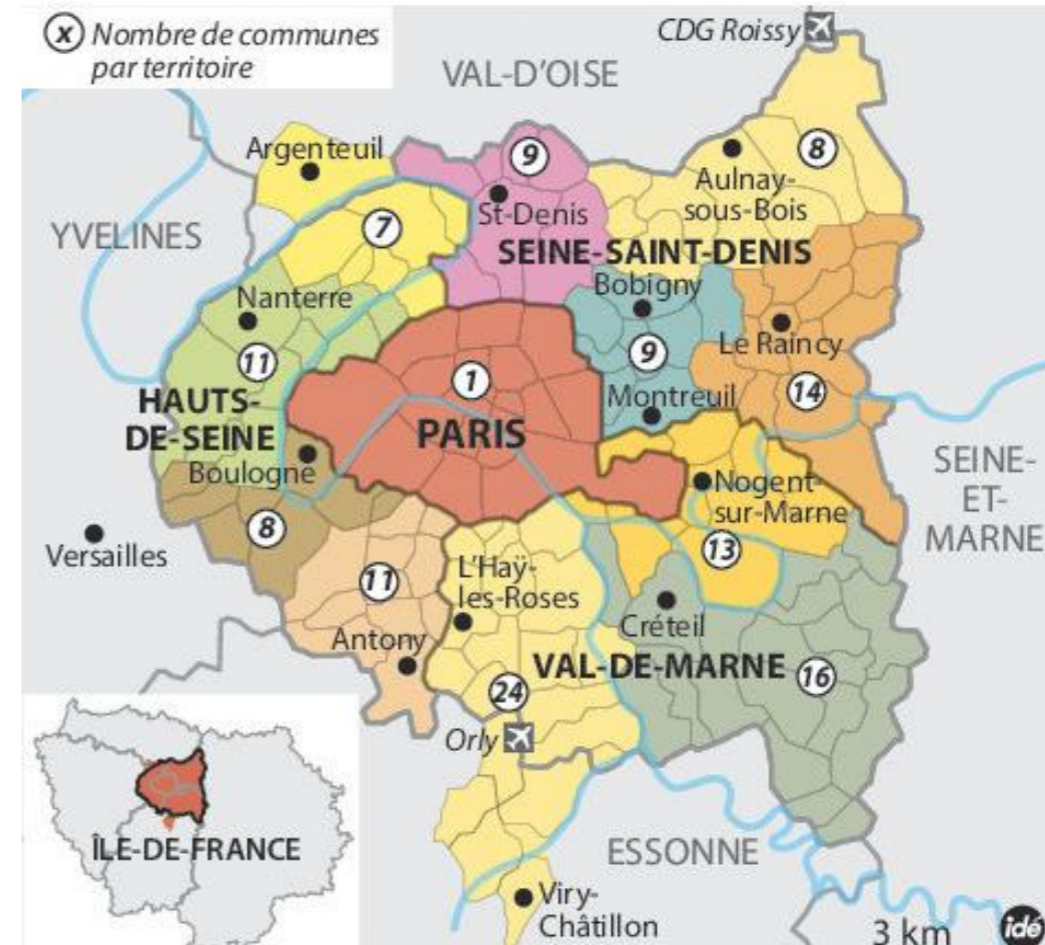 x Nombre de communes
par territoire
CDG Roissy
VAL-D'OISE
Argenteuil
9
8
Aulnay-
sous-Bois
St-Denis
7
YVELINES
SEINE-SAINT-DENIS
Bobigny
Nanterre
9
Le Raincy
11
1
14
Montreuil
HAUTS-
DE-SEINE
PARIS
Boulogne
SEINE-
ET-
MARNE
Nogent-
sur-Marne
8
13
Versailles
L'Haÿ-
les-Roses
11
Créteil
Antony
VAL-DE-MARNE
16
24
Orly
ÎLE-DE-FRANCE
ESSONNE
Viry-
Châtillon
3 km
idé